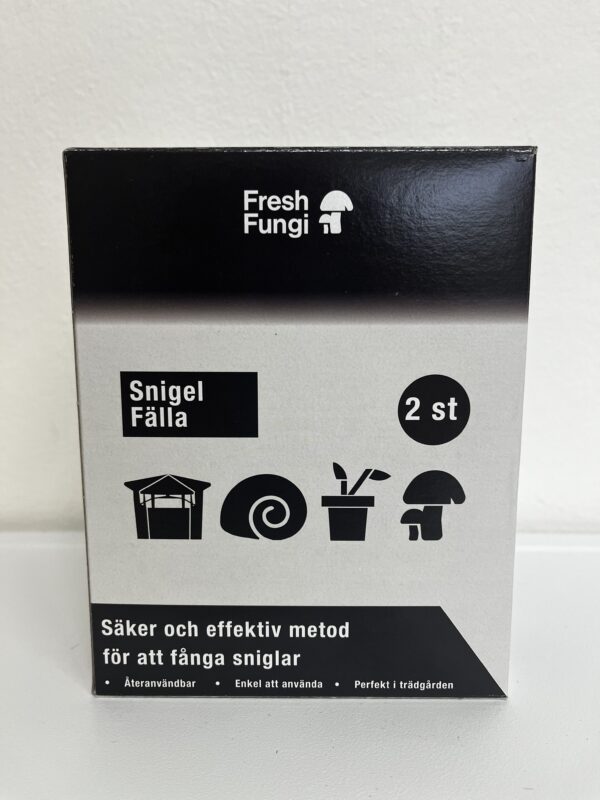 Fresh
Fungi
Snigel
Fälla
2 st
Säker och effektiv metod
för att fånga sniglar
• Återanvändbar • Enkel att använda • Perfekt i trädgården